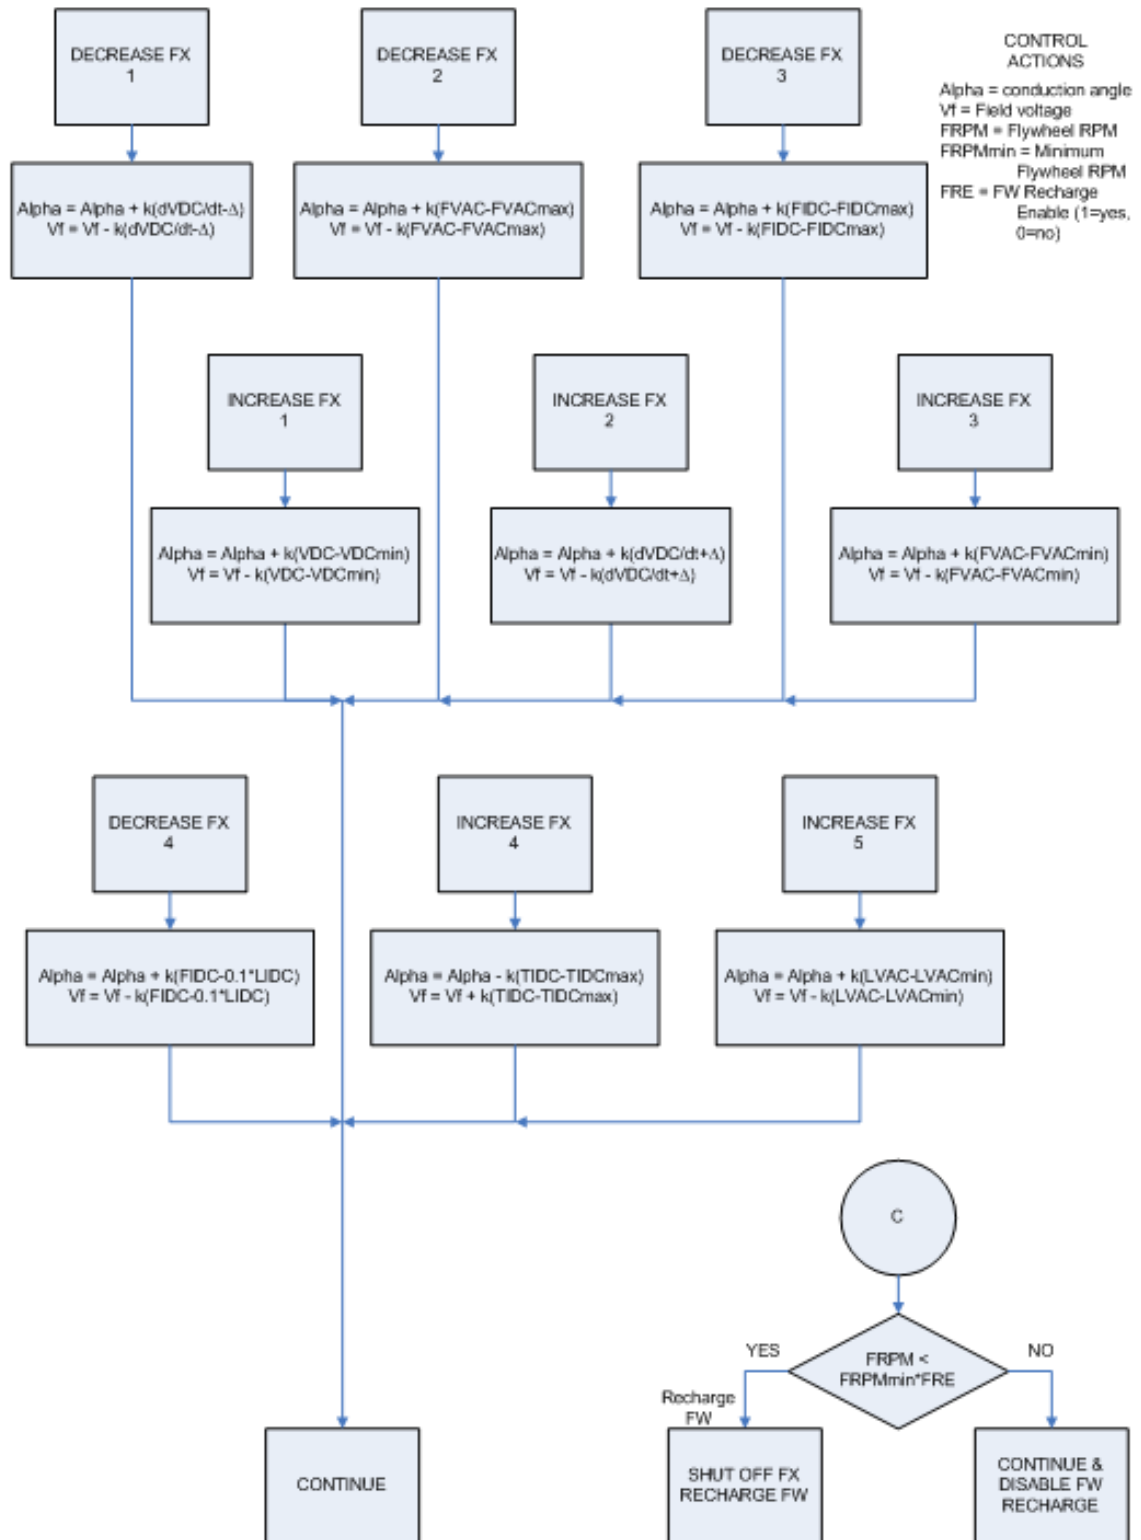 DECREASE FX
1
DECREASE FX
2
DECREASE FX
3
CONTROL
ACTIONS
Alpha = conduction angle
Vf = Field voltage
FRPM = Flywheel RPM
FRPMmin = Minimum
Flywheel RPM
FRE = FW Recharge
Enable (1=yes,
0=no)
Alpha = Alpha + k(dVDC/dt-Δ)
Vf = Vf - k(dVDC/dt-Δ)
Alpha = Alpha + k(FVAC-FVACmax)
Vf = Vf - k(FVAC-FVACmax)
Alpha = Alpha + k(FIDC-FIDCmax)
Vf = Vf - k(FIDC-FIDCmax)
INCREASE FX
1
INCREASE FX
2
INCREASE FX
3
Alpha = Alpha + k(VDC-VDCmin)
Vf = Vf - k(VDC-VDCmin)
Alpha = Alpha + k(dVDC/dt+Δ)
Vf = Vf - k(dVDC/dt+Δ)
Alpha = Alpha + k(FVAC-FVACmin)
Vf = Vf - k(FVAC-FVACmin)
DECREASE FX
4
INCREASE FX
4
INCREASE FX
5
Alpha = Alpha + k(FIDC-0.1*LIDC)
Vf = Vf - k(FIDC-0.1*LIDC)
Alpha = Alpha - k(TIDC-TIDCmax)
Vf = Vf + k(TIDC-TIDCmax)
Alpha = Alpha + k(LVAC-LVACmin)
Vf = Vf - k(LVAC-LVACmin)
C
YES
FRPM <
FRPMmin*FRE
NO
Recharge
FW
CONTINUE
SHUT OFF FX
RECHARGE FW
CONTINUE &
DISABLE FW
RECHARGE